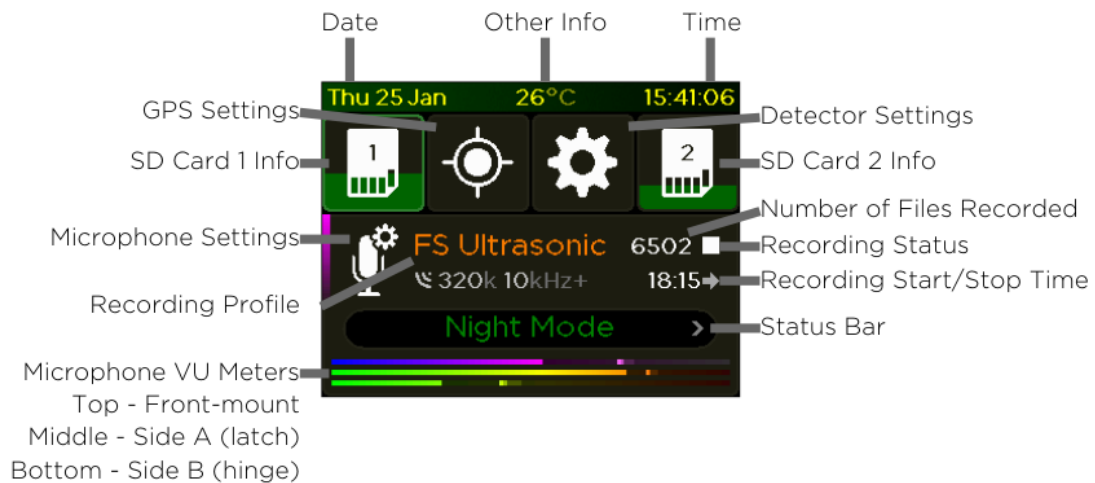 Date Other Info Time
Thu 25 Jan 26°C 15:41:06
GPS Settings
Detector Settings
SD Card 1 Info
1
2
SD Card 2 Info
Number of Files Recorded
Microphone Settings
FS Ultrasonic 6502
Recording Status
320k 10kHz+ 18:15
Recording Start/Stop Time
Recording Profile
Night Mode >
Status Bar
Microphone VU Meters
Top - Front-mount
Middle - Side A (latch)
Bottom - Side B (hinge)